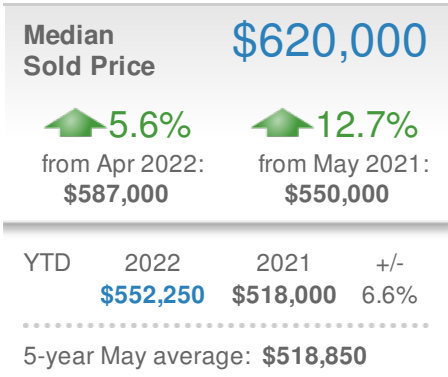 Median
Sold Price
$620,000
5.6%
from Apr 2022:
$587,000
12.7%
from May 2021:
$550,000
YTD 2022 2021 +/-
$552,250 $518,000 6.6%
5-year May average: $518,850